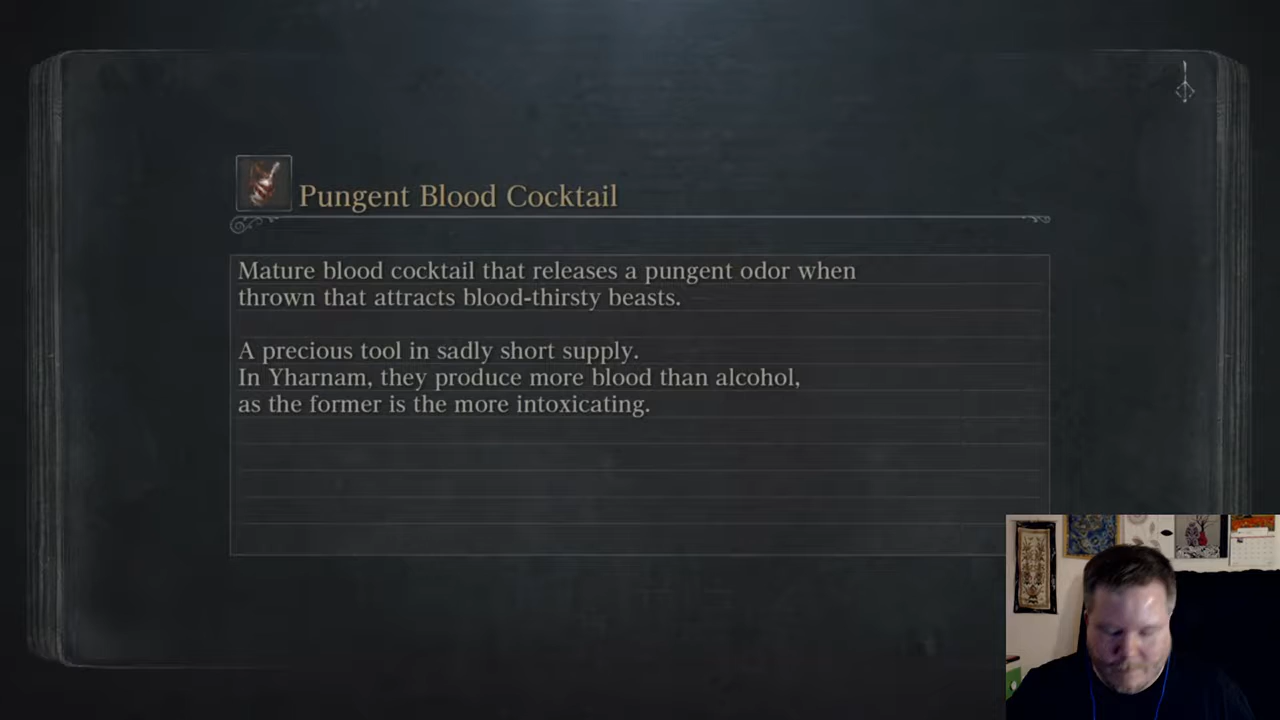 Pungent Blood Cocktail
Mature blood cocktail that releases a pungent odor when
thrown that attracts blood-thirsty beasts.
A precious tool in sadly short supply.
In Yharnam, they produce more blood than alcohol,
as the former is the more intoxicating.